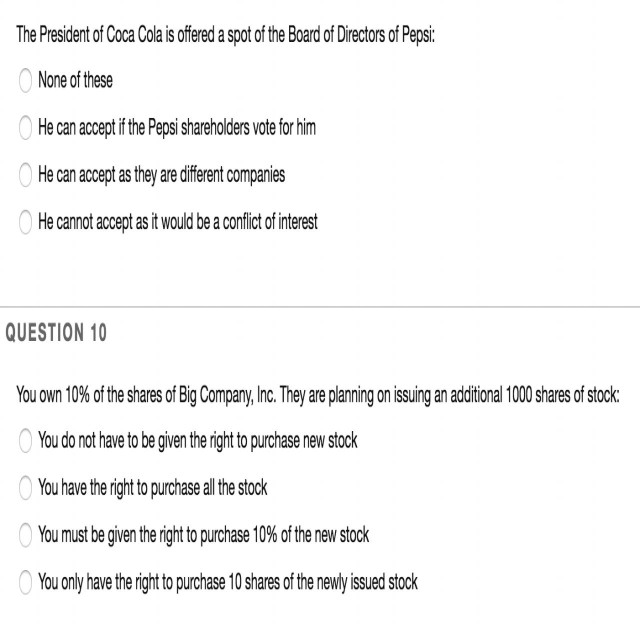 The President of Coca Cola is offered a spot of the Board of Directors of Pepsi:
None of these
He can accept if the Pepsi shareholders vote for him
He can accept as they are different companies
He cannot accept as it would be a conflict of interest
QUESTION 10
You own 10% of the shares of Big Company, Inc. They are planning on issuing an additional 1000 shares of stock:
You do not have to be given the right to purchase new stock
You have the right to purchase all the stock
You must be given the right to purchase 10% of the new stock
You only have the right to purchase 10 shares of the newly issued stock